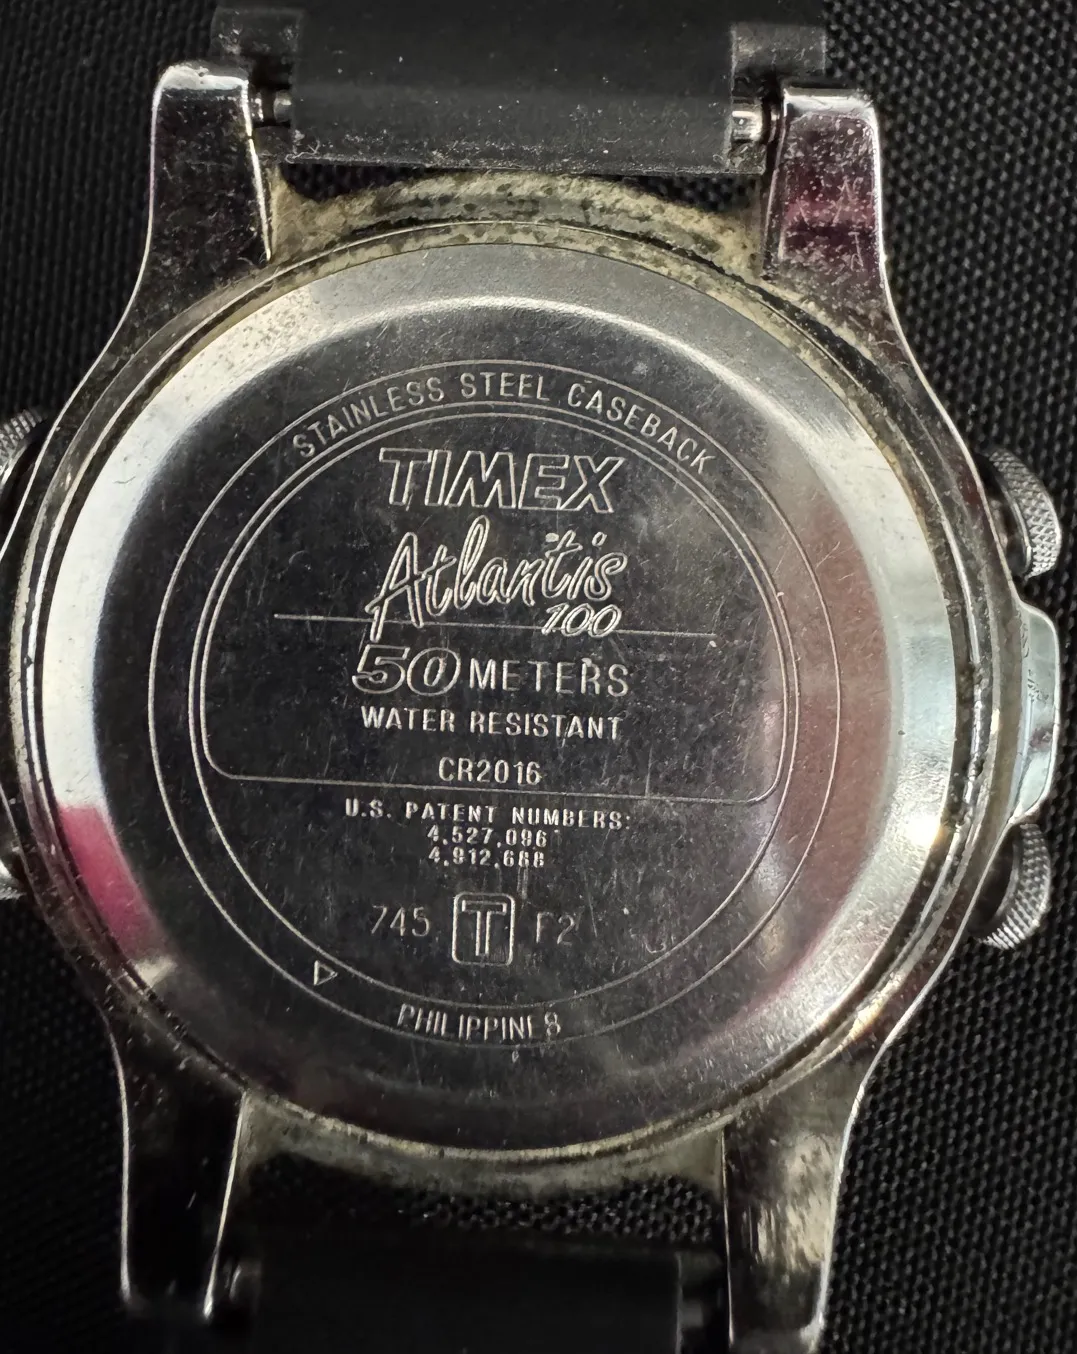 STAINLESS STEEL CASEBACK
TIMEX
Atlantis
100
50 METERS
WATER RESISTANT
CR2016
U.S. PATENT NUMBERS:
4,527,096
4,912,688
745 T F2
PHILIPPINES